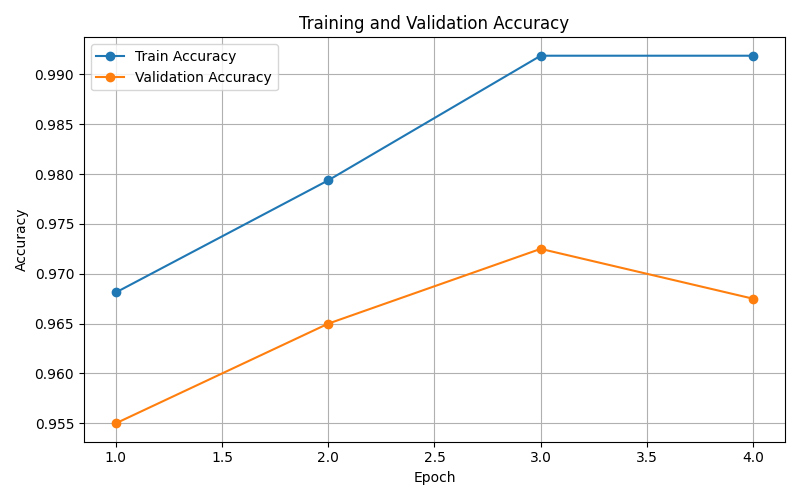 Training and Validation Accuracy
Train Accuracy
Validation Accuracy
Accuracy
0.990
0.985
0.980
0.975
0.970
0.965
0.960
0.955
1.0 1.5 2.0 2.5 3.0 3.5 4.0
Epoch